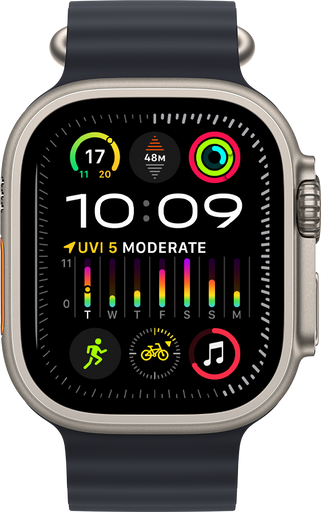 17
11 20
48M
10:09
UVI 5 MODERATE
11
0
T W T F S S M